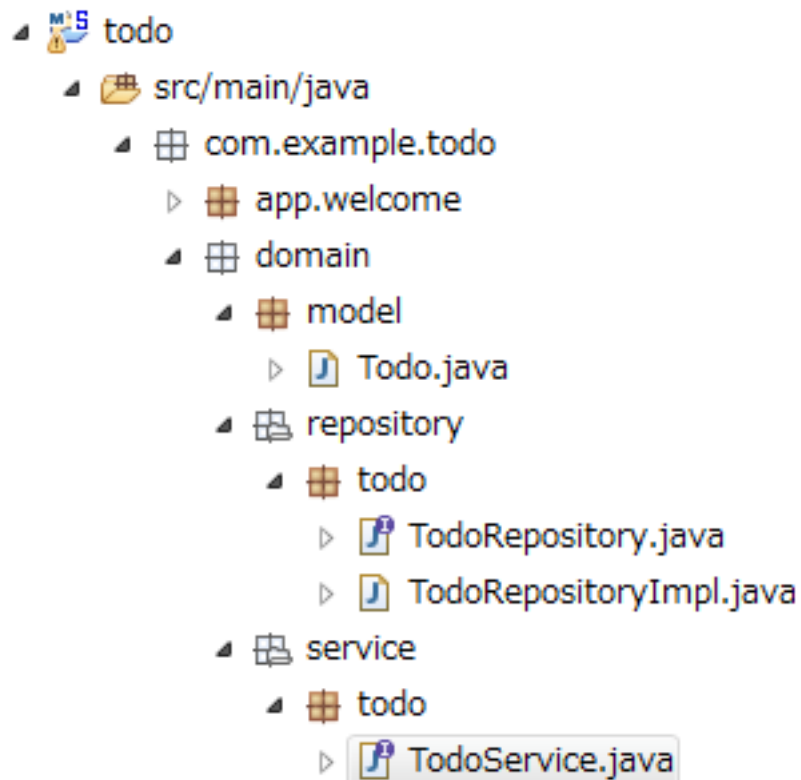 todo
src/main/java
com.example.todo
app.welcome
domain
model
Todo.java
repository
todo
TodoRepository.java
TodoRepositoryImpl.java
service
todo
TodoService.java